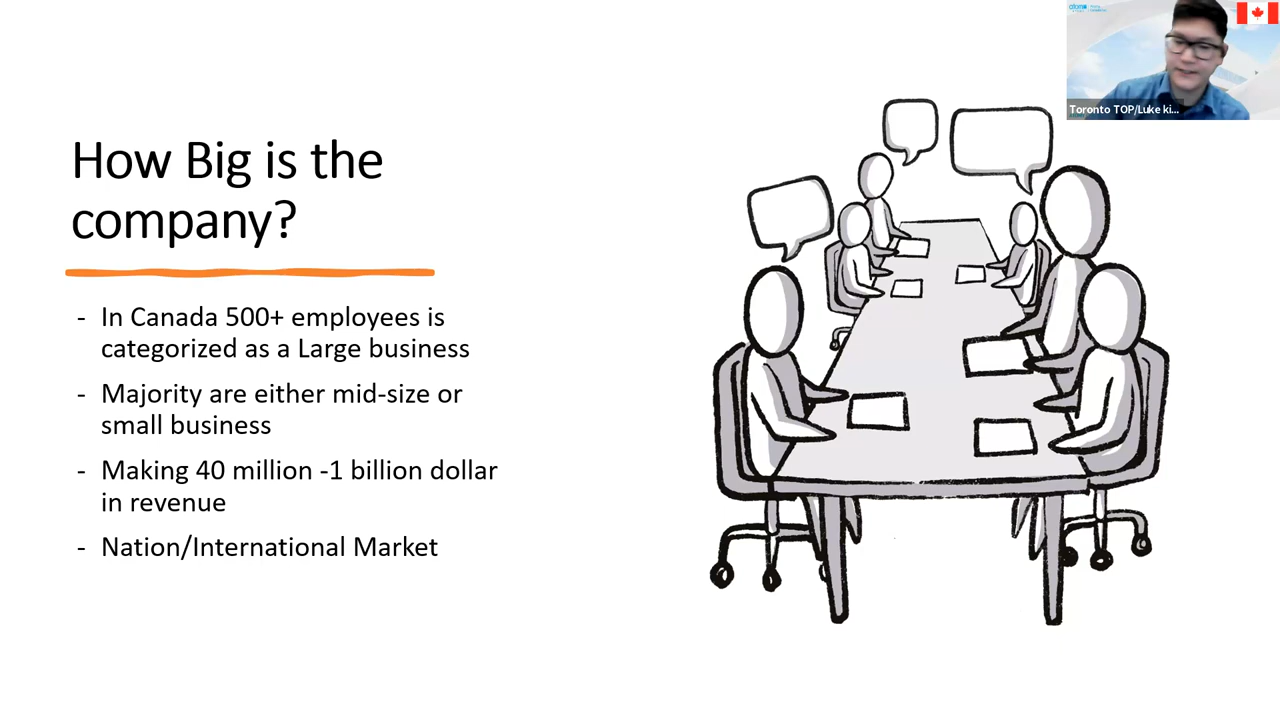 How Big is the
company?
- In Canada 500+ employees is
categorized as a Large business
- Majority are either mid-size or
small business
- Making 40 million -1 billion dollar
in revenue
- Nation/International Market
Toronto TOP/Luke ki...